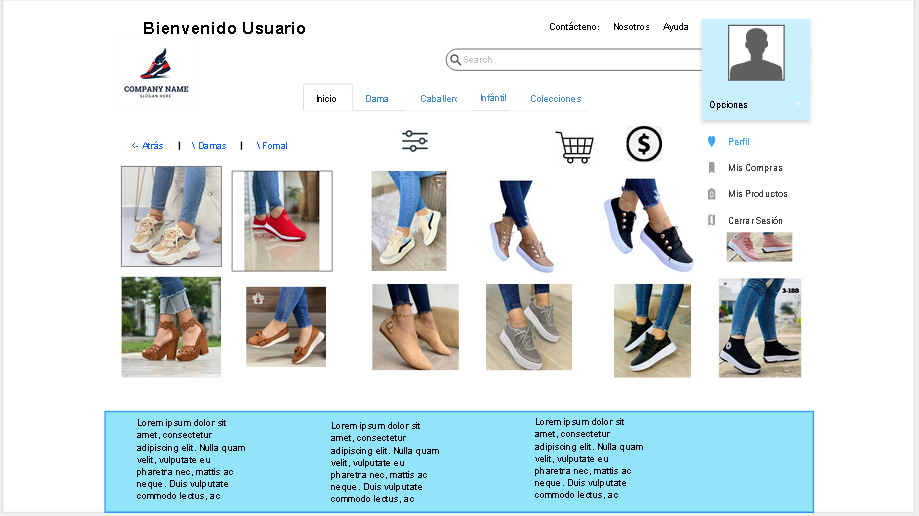 Bienvenido Usuario
Contácteno: Nosotros Ayuda
COMPANY NAME
SLOGAN HERE
Search
Opciones
Inicio Dama Caballero Infántil Colecciones
<- Atrás | \ Damas | \ Fomal
Perfil
Mis Compras
Mis Productos
Cerrar Sesión
3-188
Lorem ipsum dolor sit
amet, consectetur
adipiscing elit. Nulla quam
velit, vulputate eu
pharetra nec, mattis ac
neque. Duis vulputate
commodo lectus, ac
Lorem ipsum dolor sit
amet, consectetur
adipiscing elit. Nulla quam
velit, vulputate eu
pharetra nec, mattis ac
neque. Duis vulputate
commodo lectus, ac
Lorem ipsum dolor sit
amet, consectetur
adipiscing elit. Nulla quam
velit, vulputate eu
pharetra nec, mattis ac
neque. Duis vulputate
commodo lectus, ac